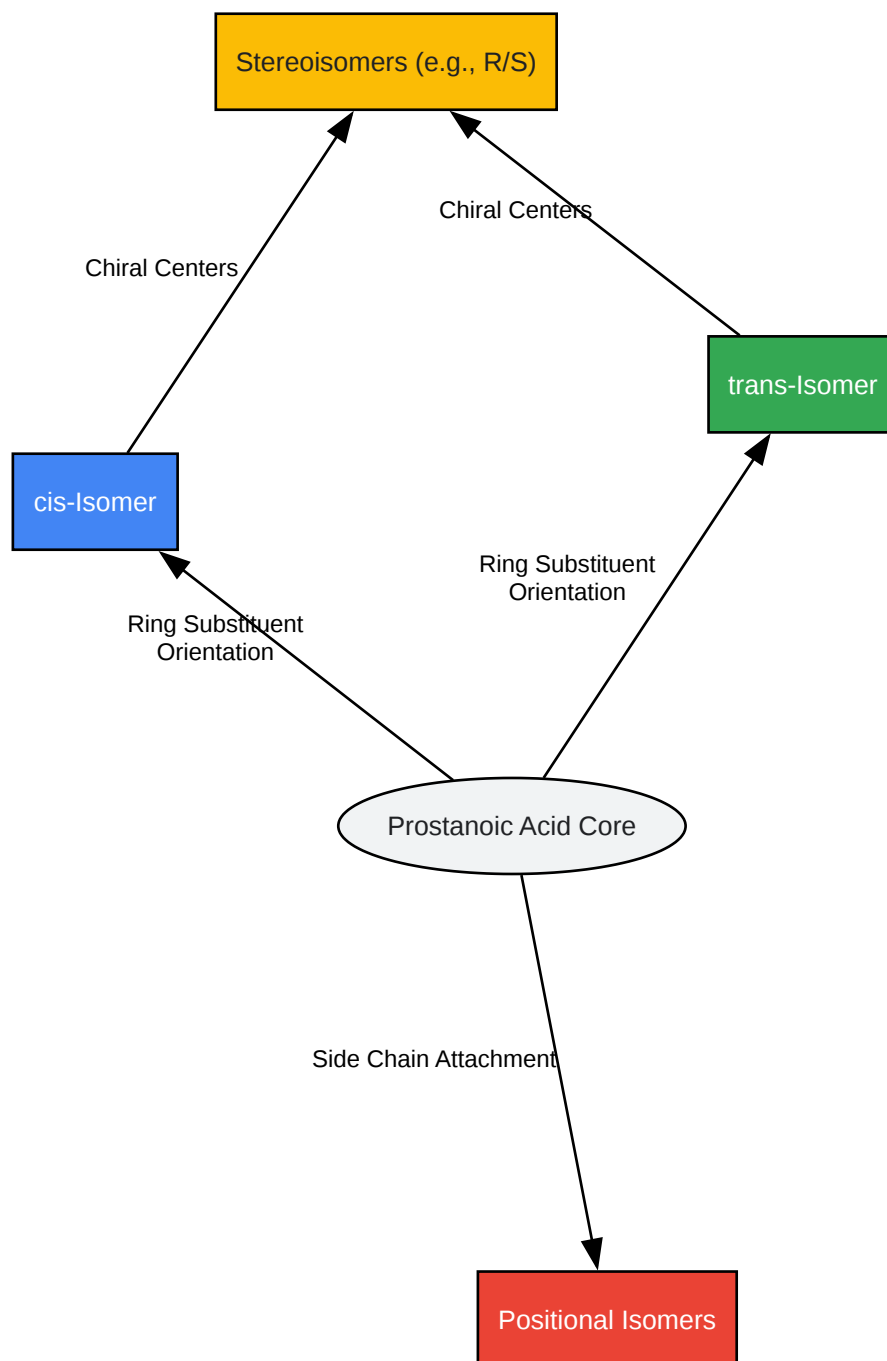 Stereoisomers (e.g., R/S)
Chiral Centers
Chiral Centers
trans-Isomer
cis-Isomer
Ring Substituent
Orientation
Ring Substituent
Orientation
Prostanoic Acid Core
Side Chain Attachment
Positional Isomers